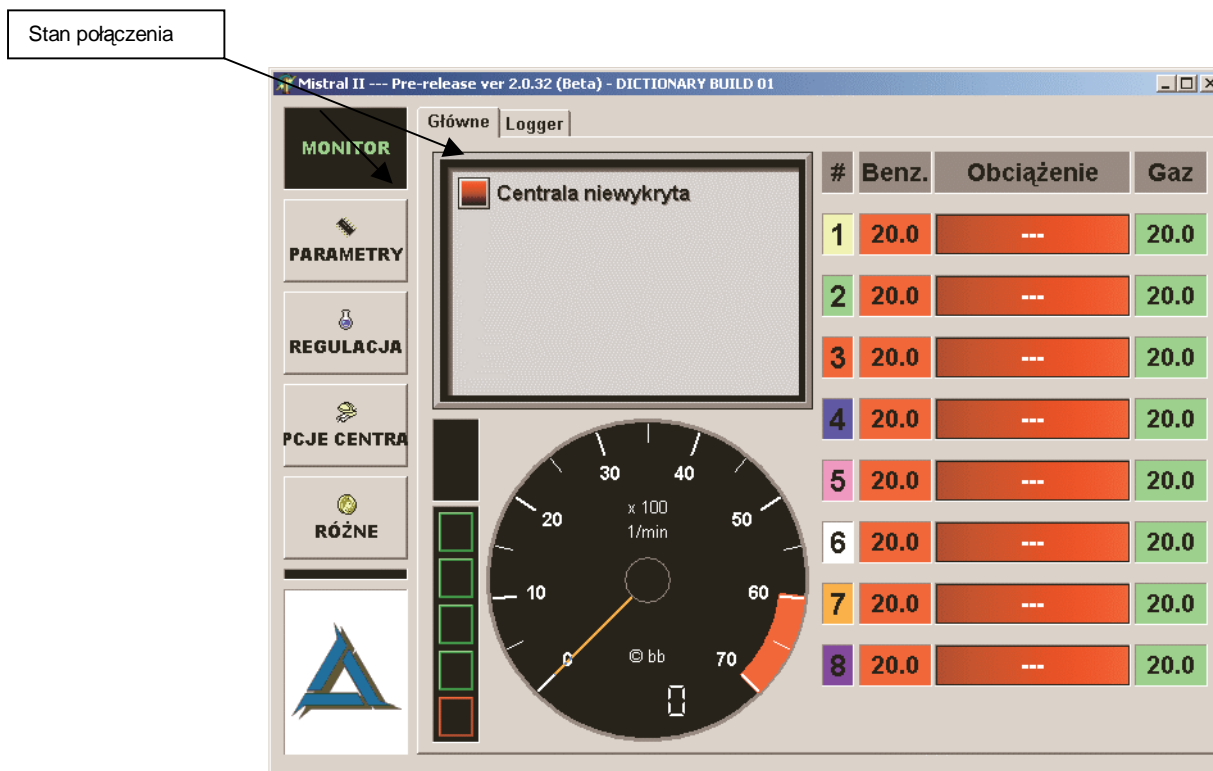 Stan połączenia
Mistral II --- Pre-release ver 2.0.32 (Beta) - DICTIONARY BUILD 01
MONITOR
PARAMETRY
REGULACJA
PCJE CENTRA
RÓŻNE
Główne Logger
Centrala niewykryta
x 100
1/min
0
10
20
30
40
50
60
70
© bb
0
# Benz. Obciążenie Gaz
1 20.0 --- 20.0
2 20.0 --- 20.0
3 20.0 --- 20.0
4 20.0 --- 20.0
5 20.0 --- 20.0
6 20.0 --- 20.0
7 20.0 --- 20.0
8 20.0 --- 20.0